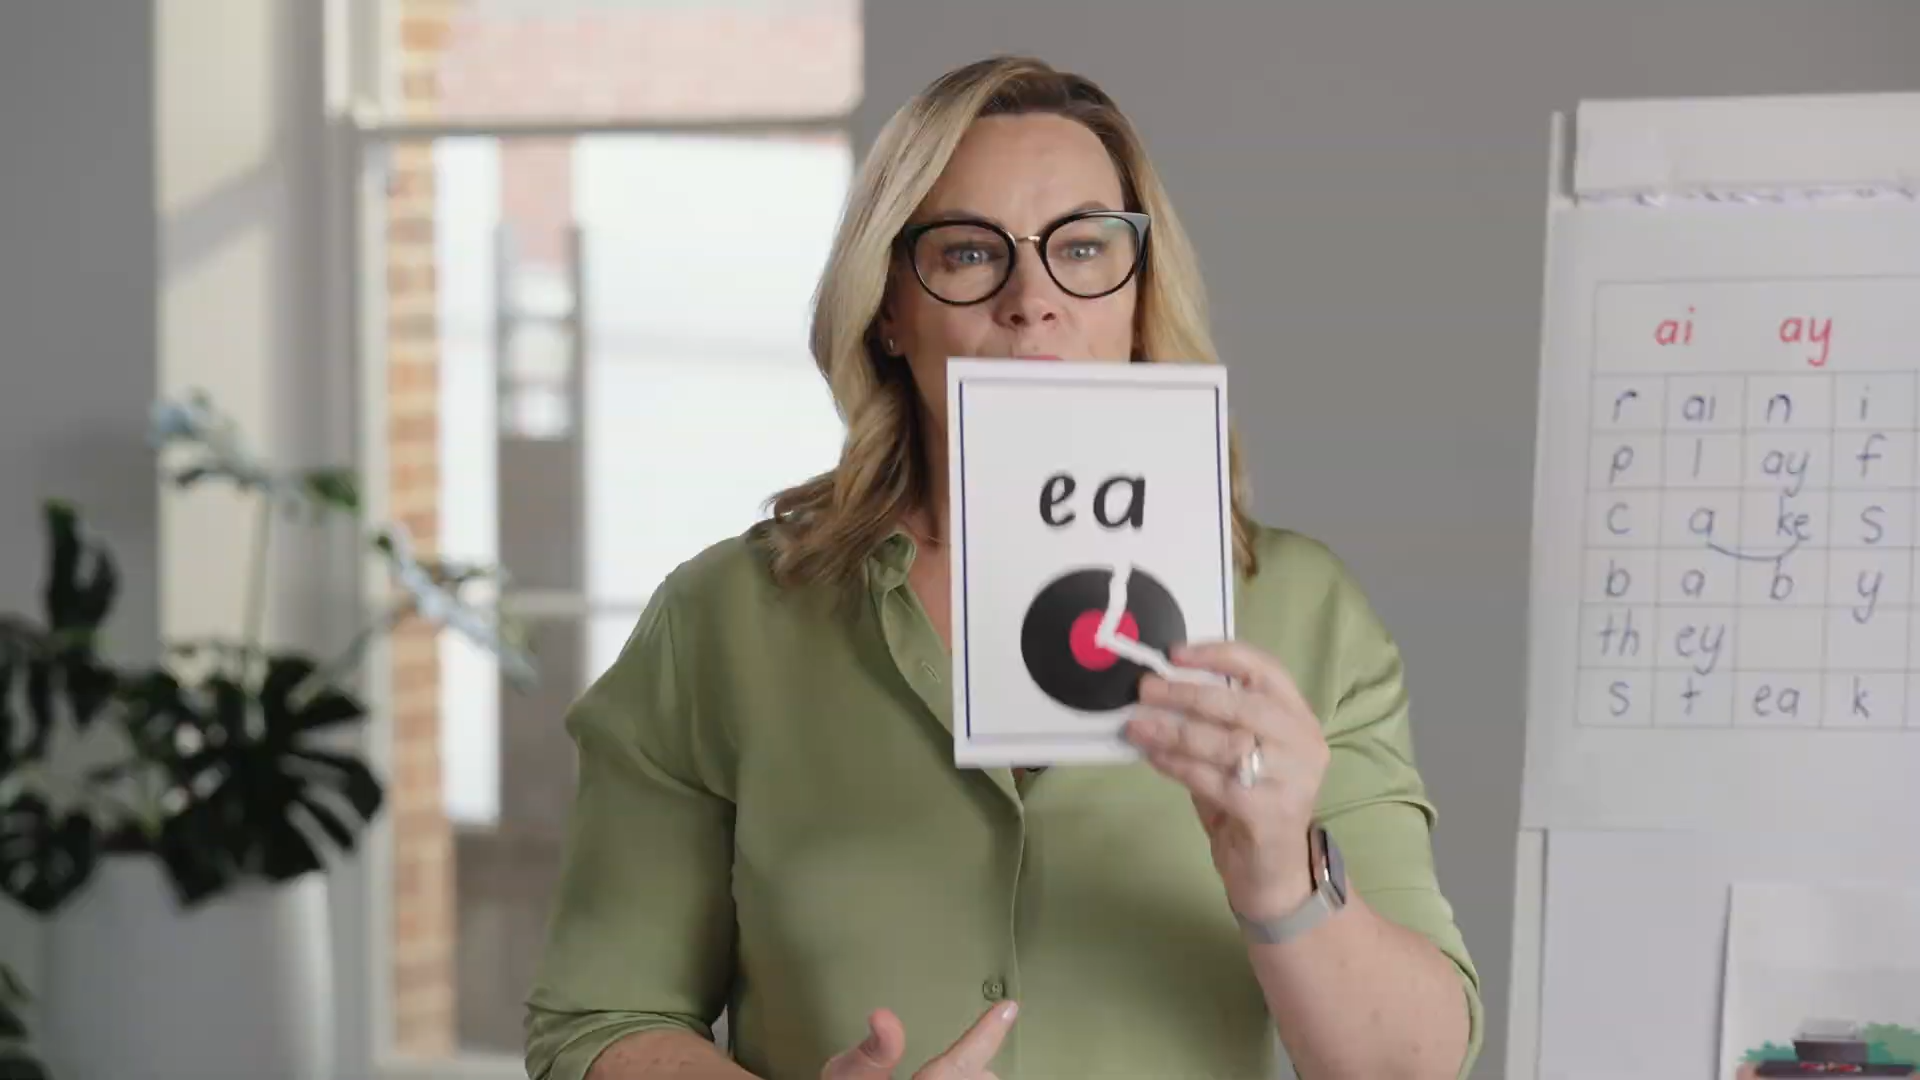 ea
ai ay
r ai n i
p l ay f
c a ke s
b a b y
th ey
s t ea k